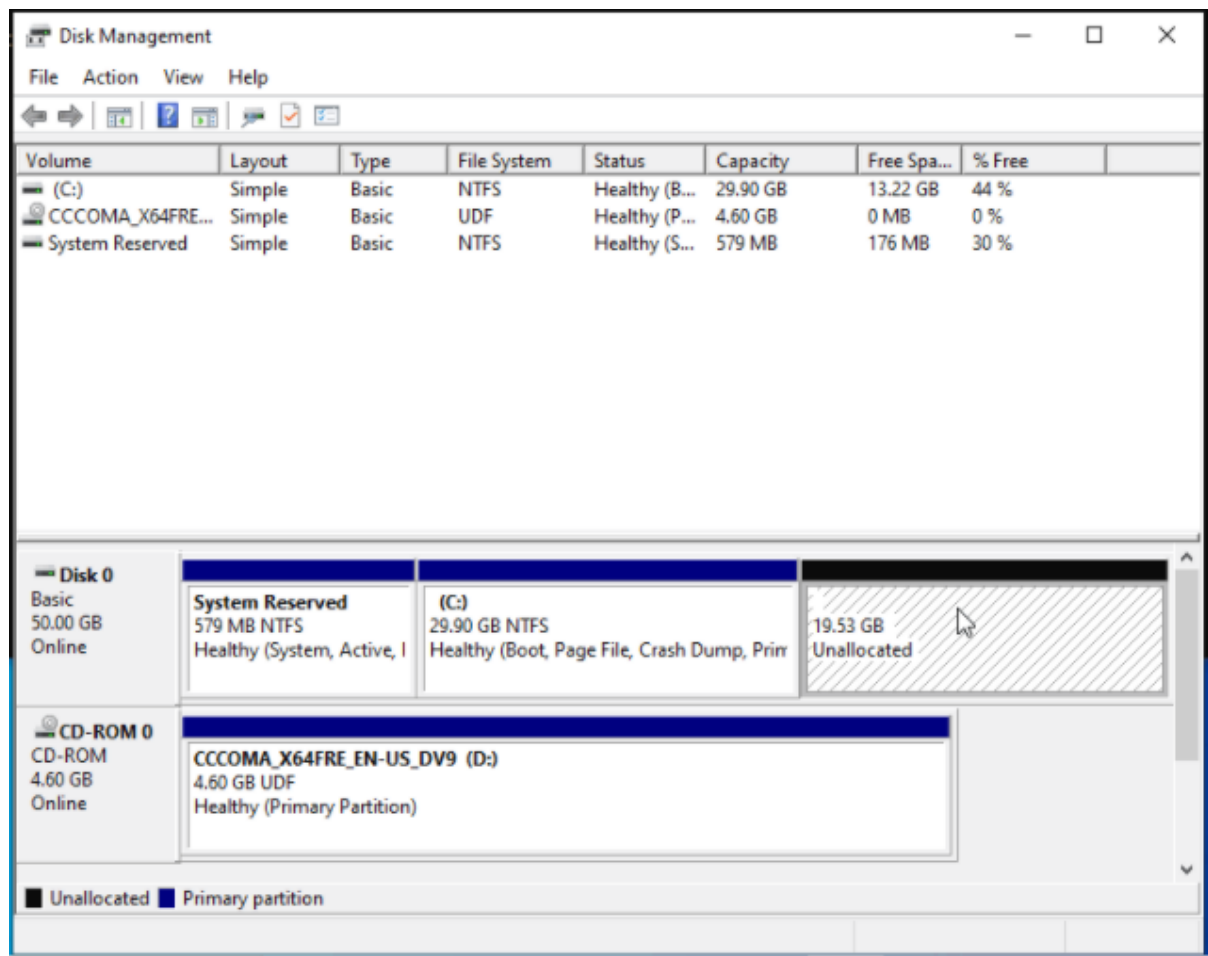 Disk Management
File Action View Help
Volume Layout Type File System Status Capacity Free Spa... % Free
(C:) Simple Basic NTFS Healthy (B... 29.90 GB 13.22 GB 44 %
CCCOMA_X64FRE... Simple Basic UDF Healthy (P... 4.60 GB 0 MB 0 %
System Reserved Simple Basic NTFS Healthy (S... 579 MB 176 MB 30 %
Disk 0
Basic
50.00 GB
Online
System Reserved
579 MB NTFS
Healthy (System, Active, I
(C:)
29.90 GB NTFS
Healthy (Boot, Page File, Crash Dump, Prim
19.53 GB
Unallocated
CD-ROM 0
CD-ROM
4.60 GB
Online
CCCOMA_X64FRE_EN-US_DV9 (D:)
4.60 GB UDF
Healthy (Primary Partition)
Unallocated Primary partition